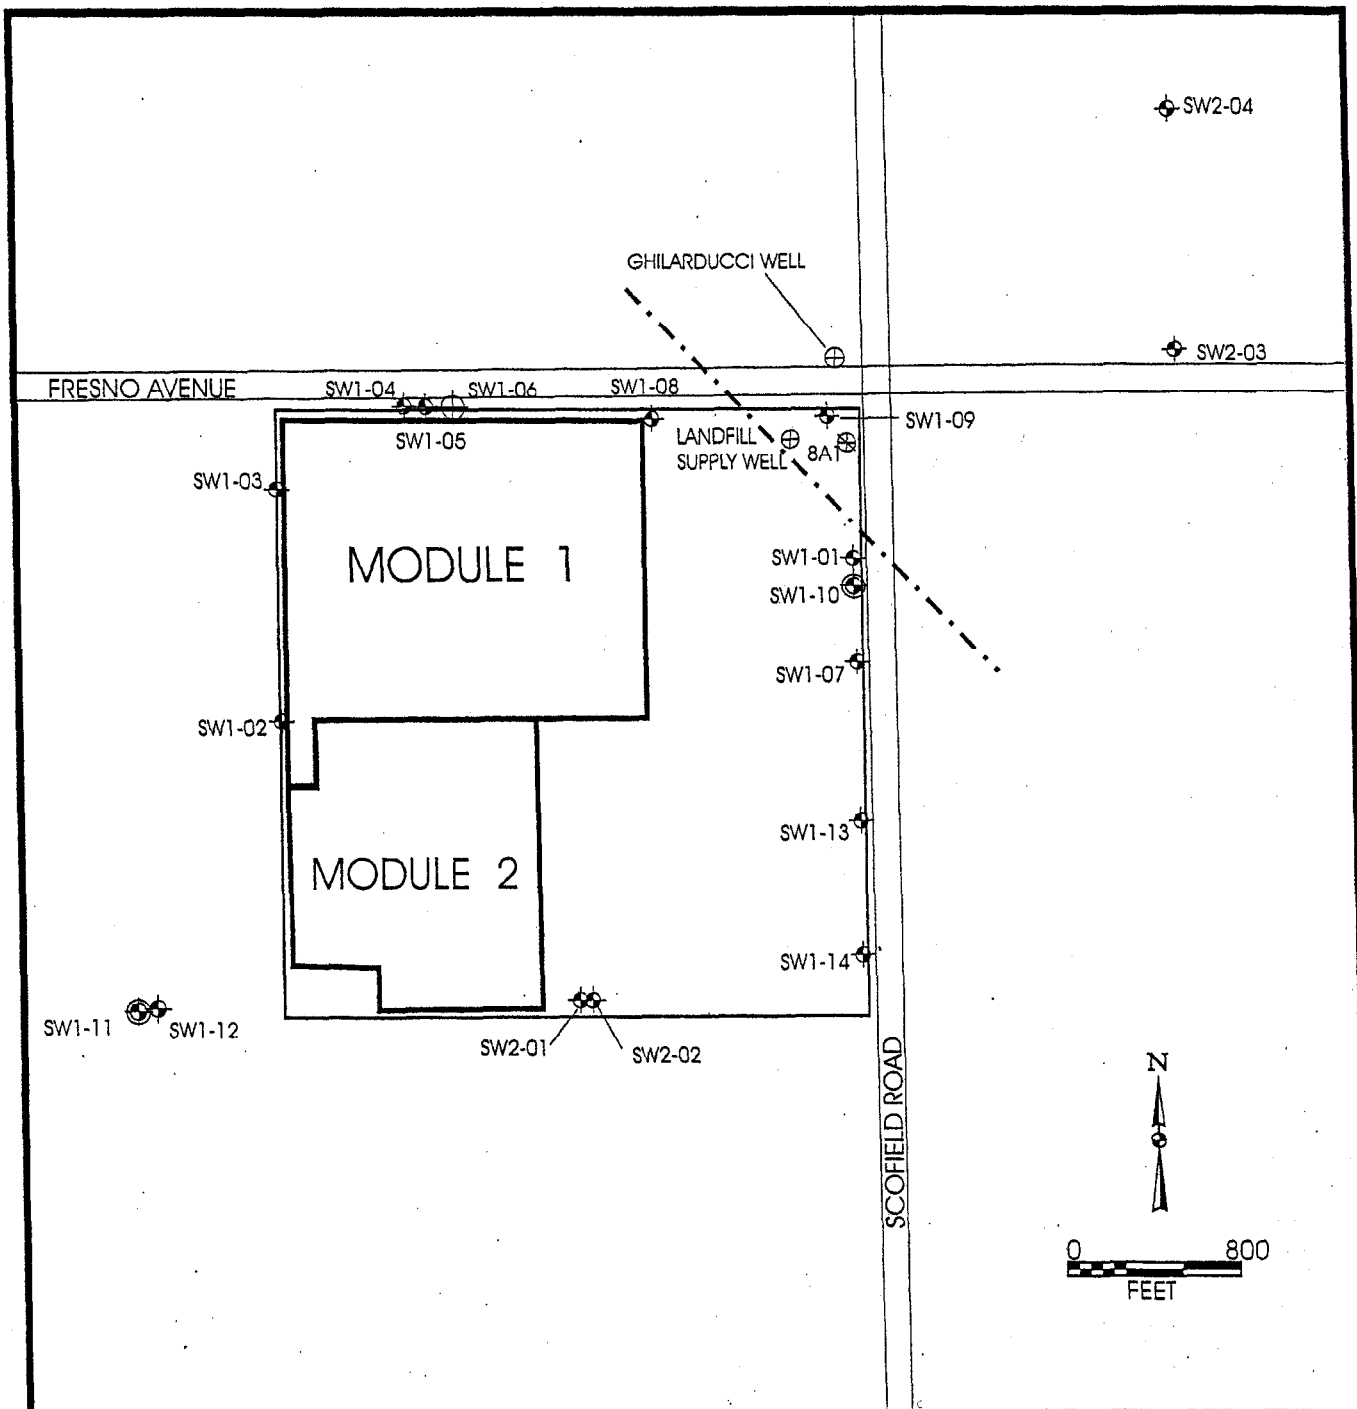 SW2-04
GHILARDUCCI WELL
SW2-03
FRESNO AVENUE
SW1-04
SW1-06
SW1-08
SW1-05
LANDFILL
SUPPLY WELL
8A1
SW1-09
SW1-03
MODULE 1
SW1-01
SW1-10
SW1-07
SW1-02
SW1-13
MODULE 2
SW1-14
SW1-11
SW1-12
SW2-01
SW2-02
SCOFIELD ROAD
N
0 800
FEET